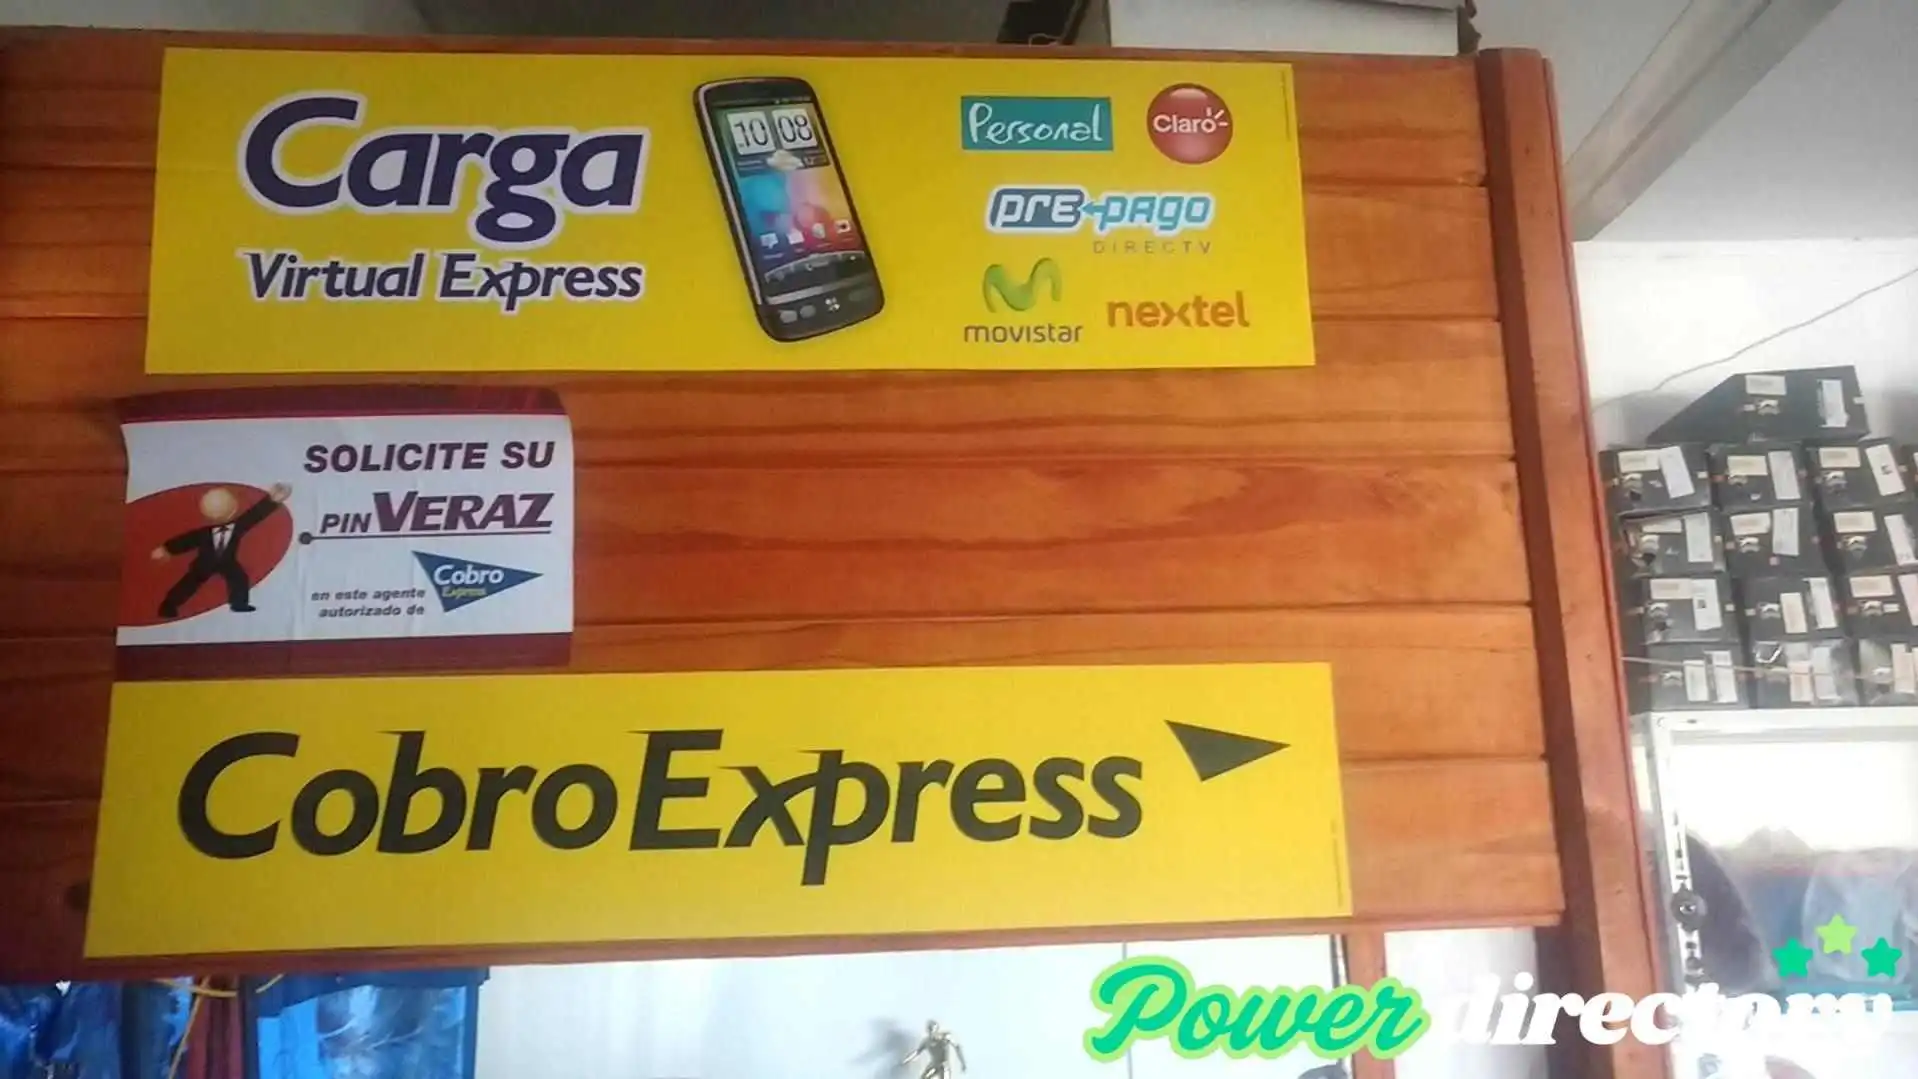 Carga
Virtual Express
10 08
Personal
Claro
PRE-PAGO
DIRECTV
movistar
nextel
SOLICITE SU
PIN VERAZ
en este agente
autorizado de
Cobro
Express
CobroExpress
Power directory